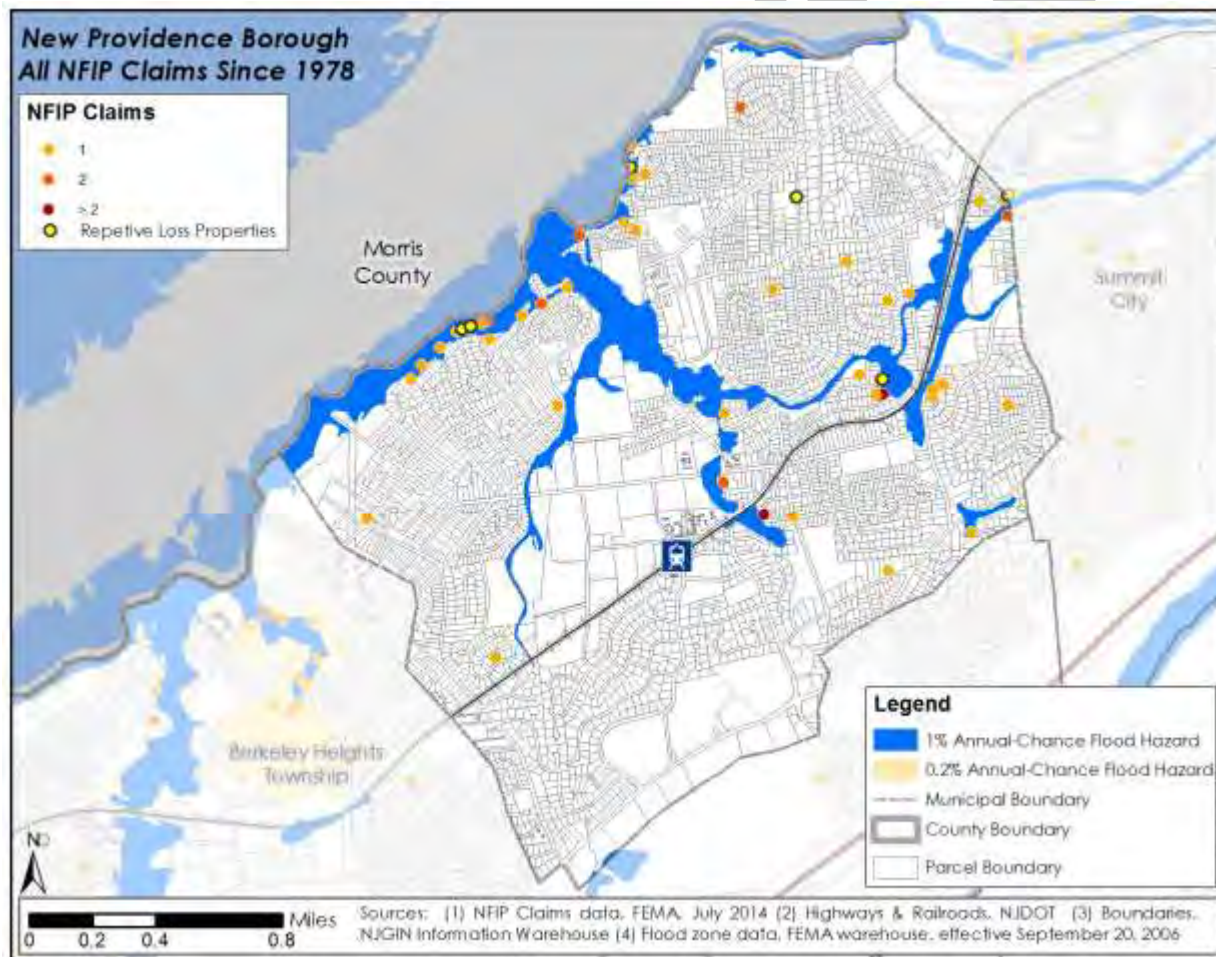 New Providence Borough
All NFIP Claims Since 1978
NFIP Claims
1
2
> 2
Repetive Loss Properties
Morris
County
Summit
City
Berkeley Heights
Township
Legend
1% Annual-Chance Flood Hazard
0.2% Annual-Chance Flood Hazard
Municipal Boundary
County Boundary
Parcel Boundary
N
Miles
0 0.2 0.4 0.8
Sources: (1) NFIP Claims data, FEMA, July 2014 (2) Highways & Railroads, NJDOT (3) Boundaries,
NJGIN Information Warehouse (4) Flood zone data, FEMA warehouse, effective September 20, 2006